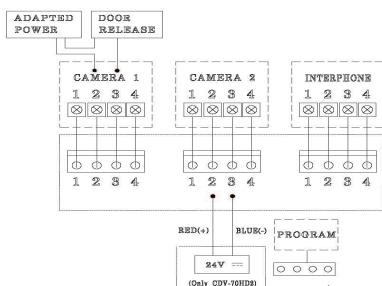 ADAPTED POWER
DOOR RELEASE
CAMERA 1
1 2 3 4
CAMERA 2
1 2 3 4
INTERPHONE
1 2 3 4
1 2 3 4
1 2 3 4
1 2 3 4
RED(+)
BLUE(-)
PROGRAM
24V
(Only CDV-70HD2)